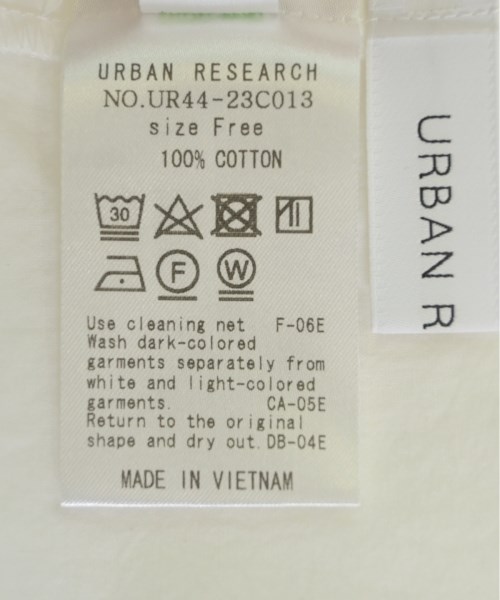 URBAN RESEARCH
NO.UR44-23C013
size Free
100% COTTON
30
F
W
Use cleaning net F-06E
Wash dark-colored
garments separately from
white and light-colored
garments. CA-05E
Return to the original
shape and dry out. DB-04E
MADE IN VIETNAM
URBAN R